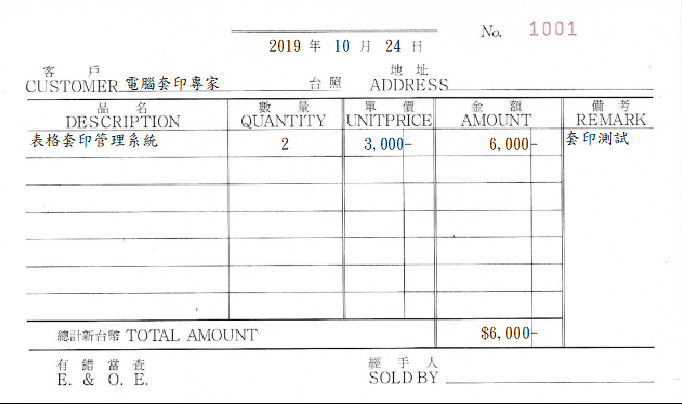 No. 1001
2019 年 10 月 24 日
客戶 地址
CUSTOMER 電腦套印專家 台照 ADDRESS
品名 數量 單價 金額 備考
DESCRIPTION QUANTITY UNITPRICE AMOUNT REMARK
表格套印管理系統 2 3,000- 6,000- 套印測試
總計新台幣 TOTAL AMOUNT $6,000-
有錯當查 經手人
E. & O. E. SOLD BY